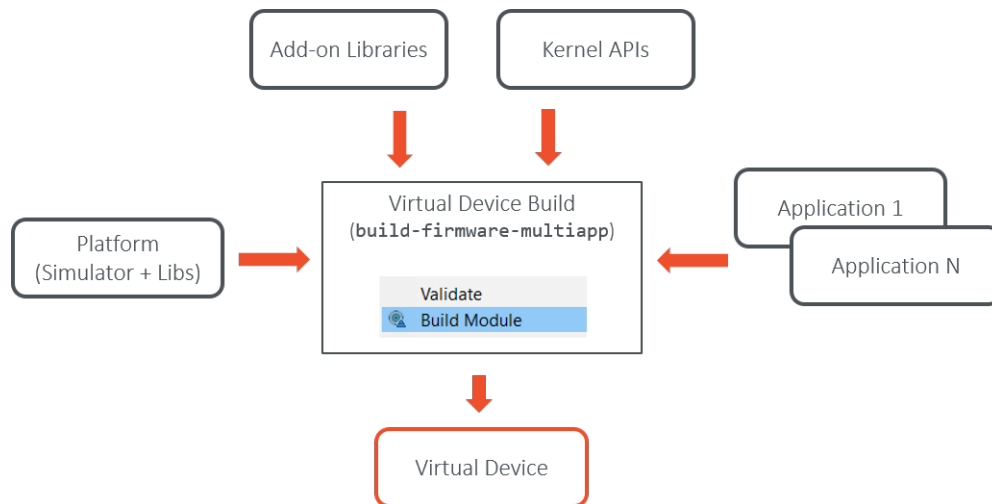 Add-on Libraries
Kernel APIs
Virtual Device Build
(build-firmware-multiapp)
Validate
Build Module
Platform
(Simulator + Libs)
Application 1
Application N
Virtual Device